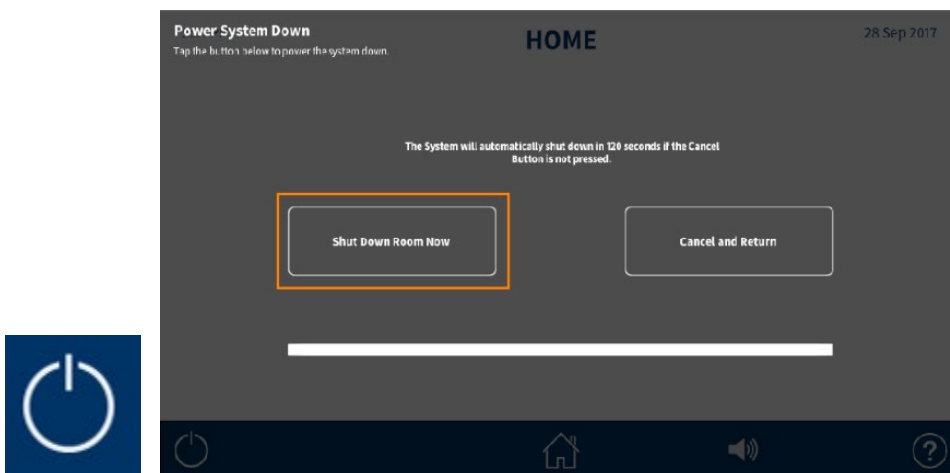 Power System Down
Tap the button below to power the system down.
HOME
28 Sep 2017
The System will automatically shut down in 120 seconds if the Cancel
Button is not pressed.
Shut Down Room Now
Cancel and Return
?